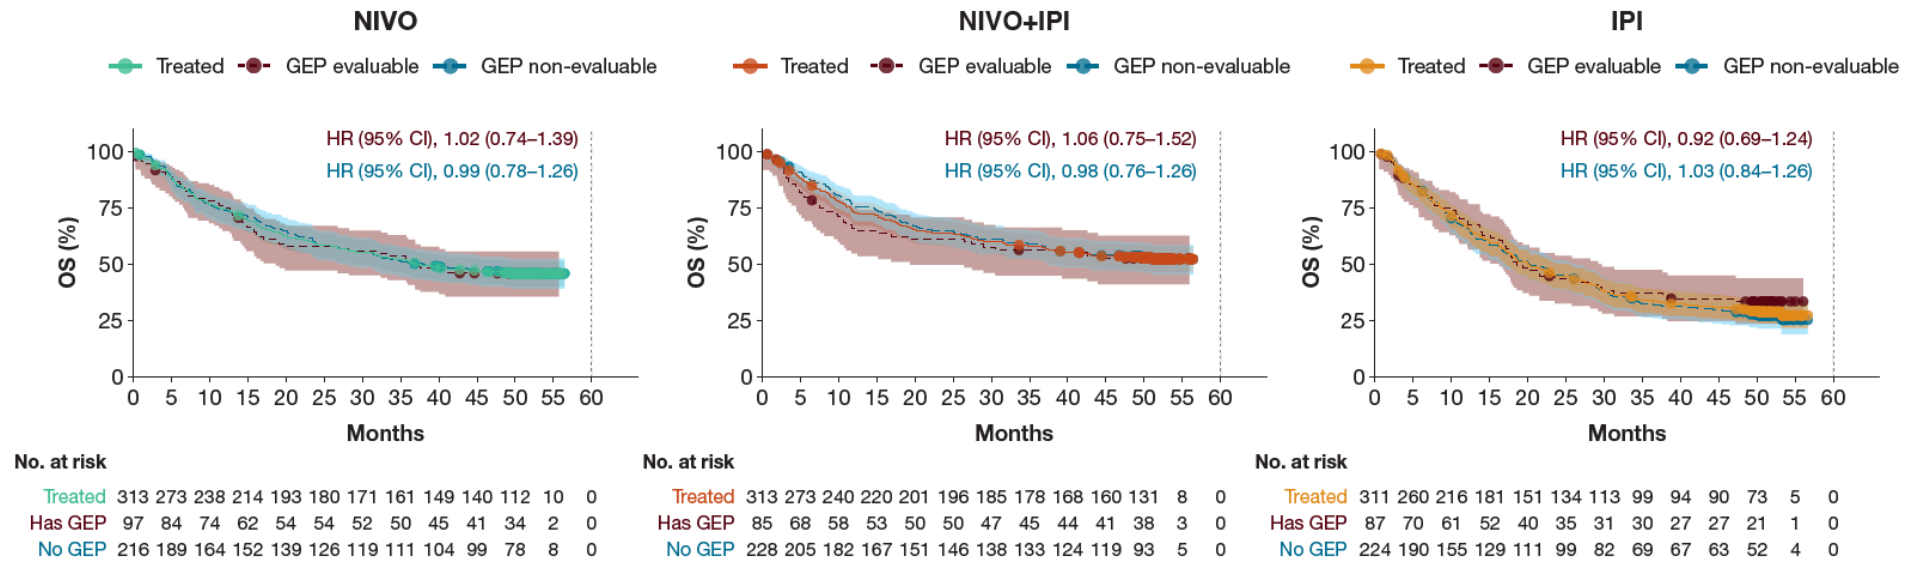 NIVO
Treated GEP evaluable GEP non-evaluable
HR (95% CI), 1.02 (0.74–1.39)
HR (95% CI), 0.99 (0.78–1.26)
OS (%)
100
75
50
25
0
0 5 10 15 20 25 30 35 40 45 50 55 60
Months
No. at risk
Treated 313 273 238 214 193 180 171 161 149 140 112 10 0
Has GEP 97 84 74 62 54 54 52 50 45 41 34 2 0
No GEP 216 189 164 152 139 126 119 111 104 99 78 8 0
NIVO+IPI
Treated GEP evaluable GEP non-evaluable
HR (95% CI), 1.06 (0.75–1.52)
HR (95% CI), 0.98 (0.76–1.26)
OS (%)
100
75
50
25
0
0 5 10 15 20 25 30 35 40 45 50 55 60
Months
No. at risk
Treated 313 273 240 220 201 196 185 178 168 160 131 8 0
Has GEP 85 68 58 53 50 50 47 45 44 41 38 3 0
No GEP 228 205 182 167 151 146 138 133 124 119 93 5 0
IPI
Treated GEP evaluable GEP non-evaluable
HR (95% CI), 0.92 (0.69–1.24)
HR (95% CI), 1.03 (0.84–1.26)
OS (%)
100
75
50
25
0
0 5 10 15 20 25 30 35 40 45 50 55 60
Months
No. at risk
Treated 311 260 216 181 151 134 113 99 94 90 73 5 0
Has GEP 87 70 61 52 40 35 31 30 27 27 21 1 0
No GEP 224 190 155 129 111 99 82 69 67 63 52 4 0